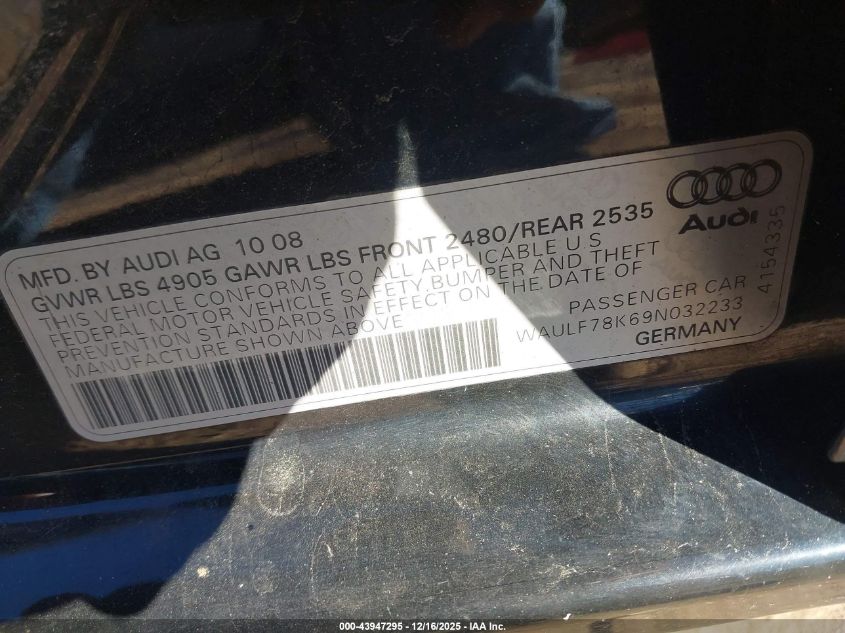 MFD. BY AUDI AG 10 08
GVWR LBS 4905 GAWR LBS FRONT 2480/REAR 2535
THIS VEHICLE CONFORMS TO ALL APPLICABLE U S
FEDERAL MOTOR VEHICLE SAFETY, BUMPER AND THEFT
PREVENTION STANDARDS IN EFFECT ON THE DATE OF
MANUFACTURE SHOWN ABOVE
PASSENGER CAR
WAULF78K69N032233
GERMANY
Audi
4154335
000-43947295 - 12/16/2025 - IAA Inc.